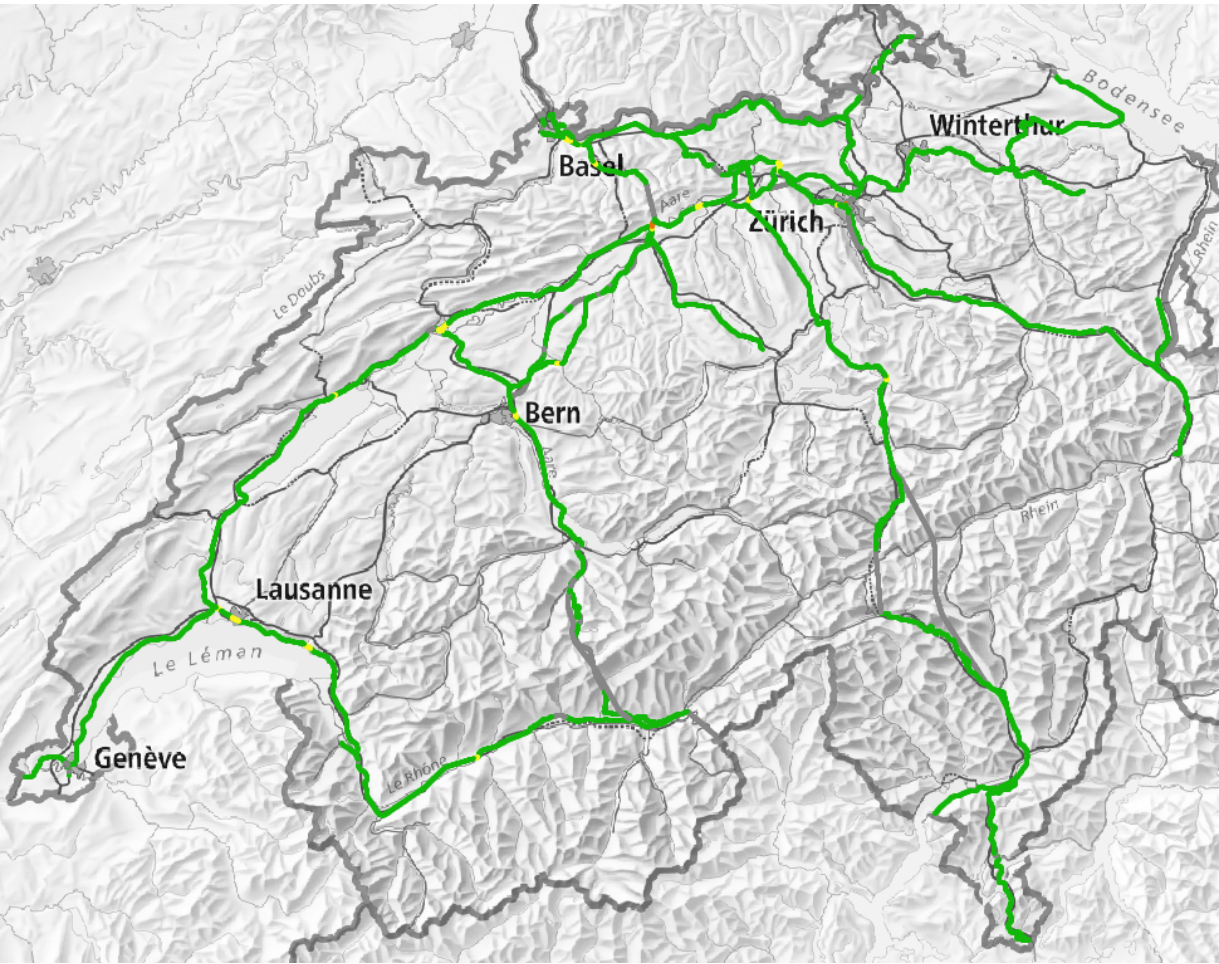 Bodensee
Winterthur
Basel
Aare
Zürich
Rhein
Le Doubs
Bern
Aare
Rhein
Lausanne
Le Léman
Genève
Le Rhône